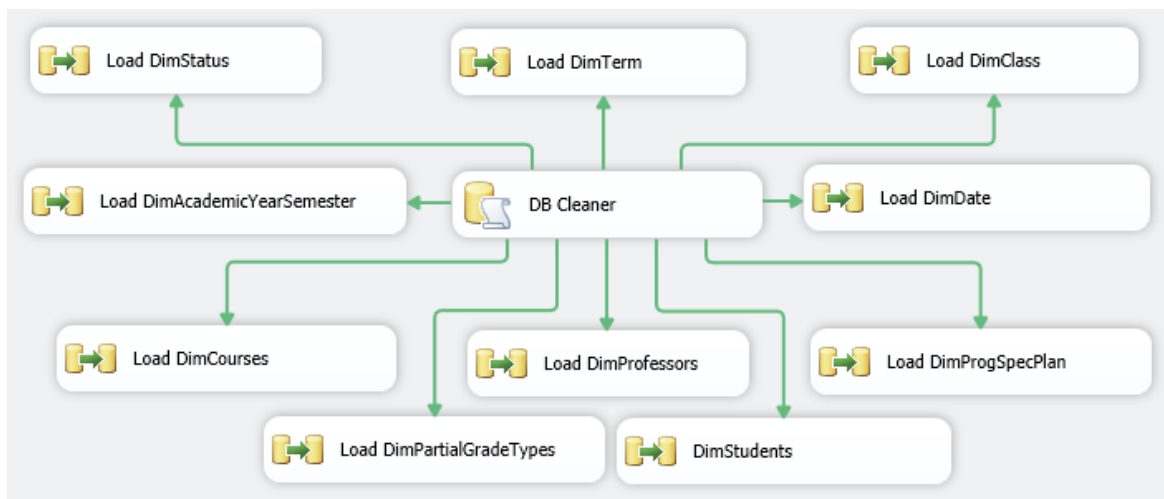 Load DimStatus
Load DimTerm
Load DimClass
Load DimAcademicYearSemester
DB Cleaner
Load DimDate
Load DimCourses
Load DimProfessors
Load DimProgSpecPlan
Load DimPartialGradeTypes
DimStudents